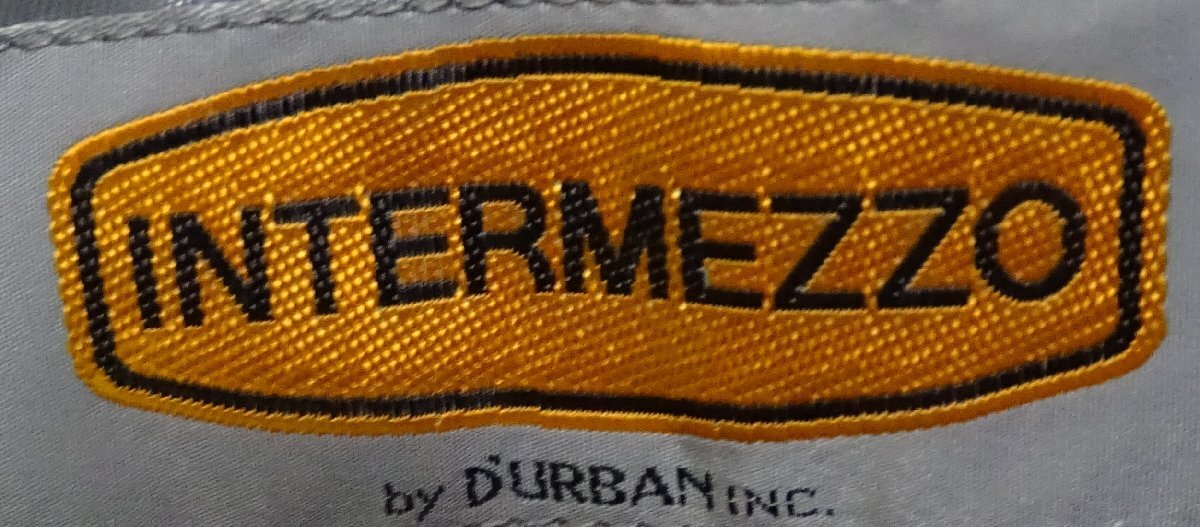 INTERMEZZO
by D'URBAN INC.